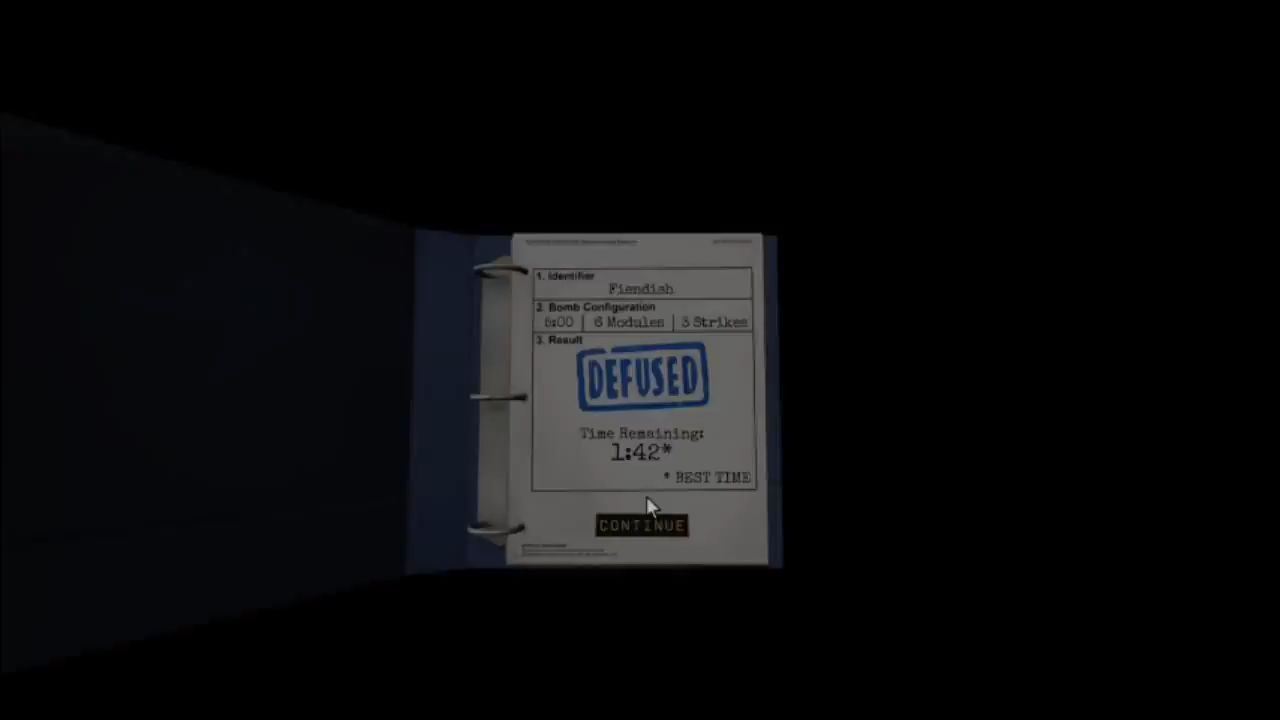 1. Identifier
Fiendish
2. Bomb Configuration
5:00 | 6 Modules | 3 Strikes
3. Result
DEFUSED
Time Remaining:
1:42*
* BEST TIME
CONTINUE